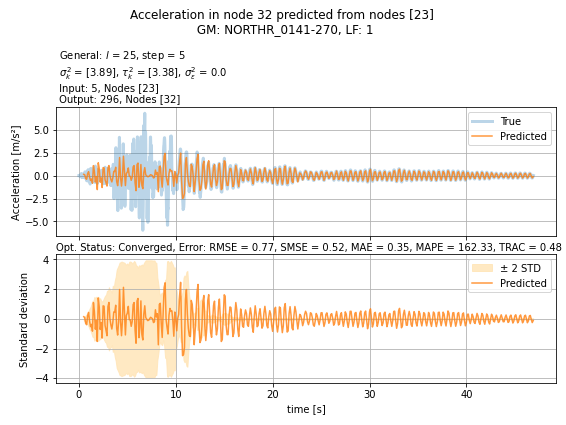 Acceleration in node 32 predicted from nodes [23]
GM: NORTHR_0141-270, LF: 1
General: l = 25, step = 5
σ²ₖ = [3.89], τ²ₖ = [3.38], σ²ε = 0.0
Input: 5, Nodes [23]
Output: 296, Nodes [32]
Acceleration [m/s²]
5.0
2.5
0.0
−2.5
−5.0
True
Predicted
Opt. Status: Converged, Error: RMSE = 0.77, SMSE = 0.52, MAE = 0.35, MAPE = 162.33, TRAC = 0.48
Standard deviation
4
2
0
−2
−4
± 2 STD
Predicted
0 10 20 30 40
time [s]